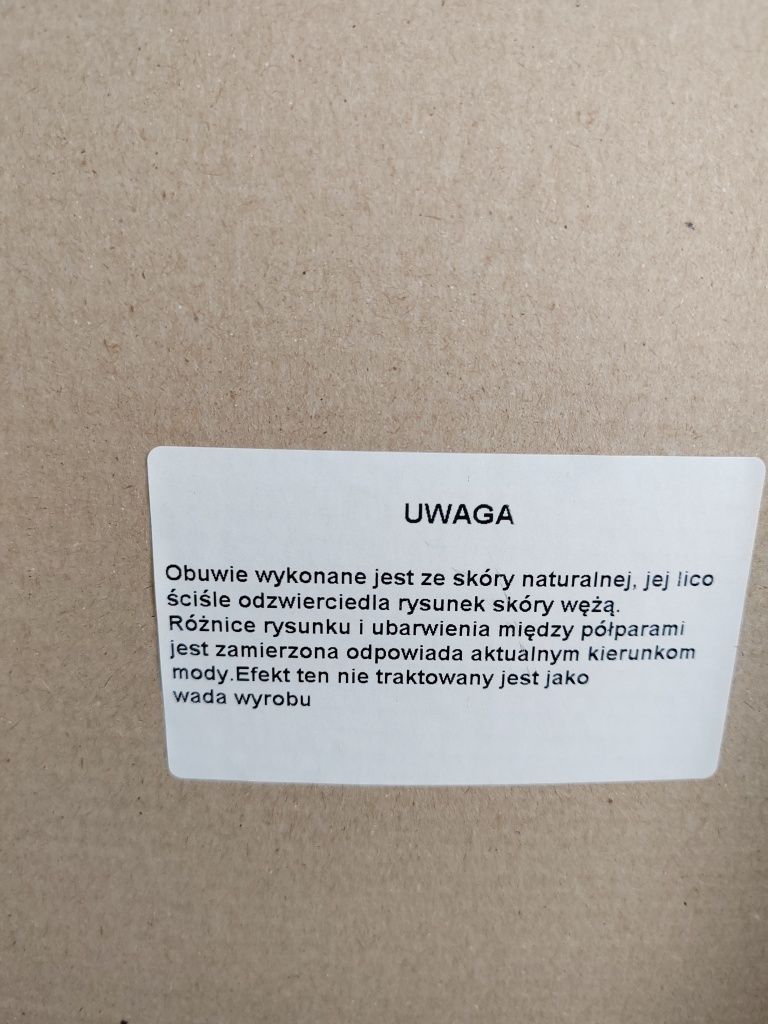 UWAGA
Obuwie wykonane jest ze skóry naturalnej, jej lico
ściśle odzwierciedla rysunek skóry wężą.
Różnice rysunku i ubarwienia między półparami
jest zamierzona odpowiada aktualnym kierunkom
mody.Efekt ten nie traktowany jest jako
wada wyrobu